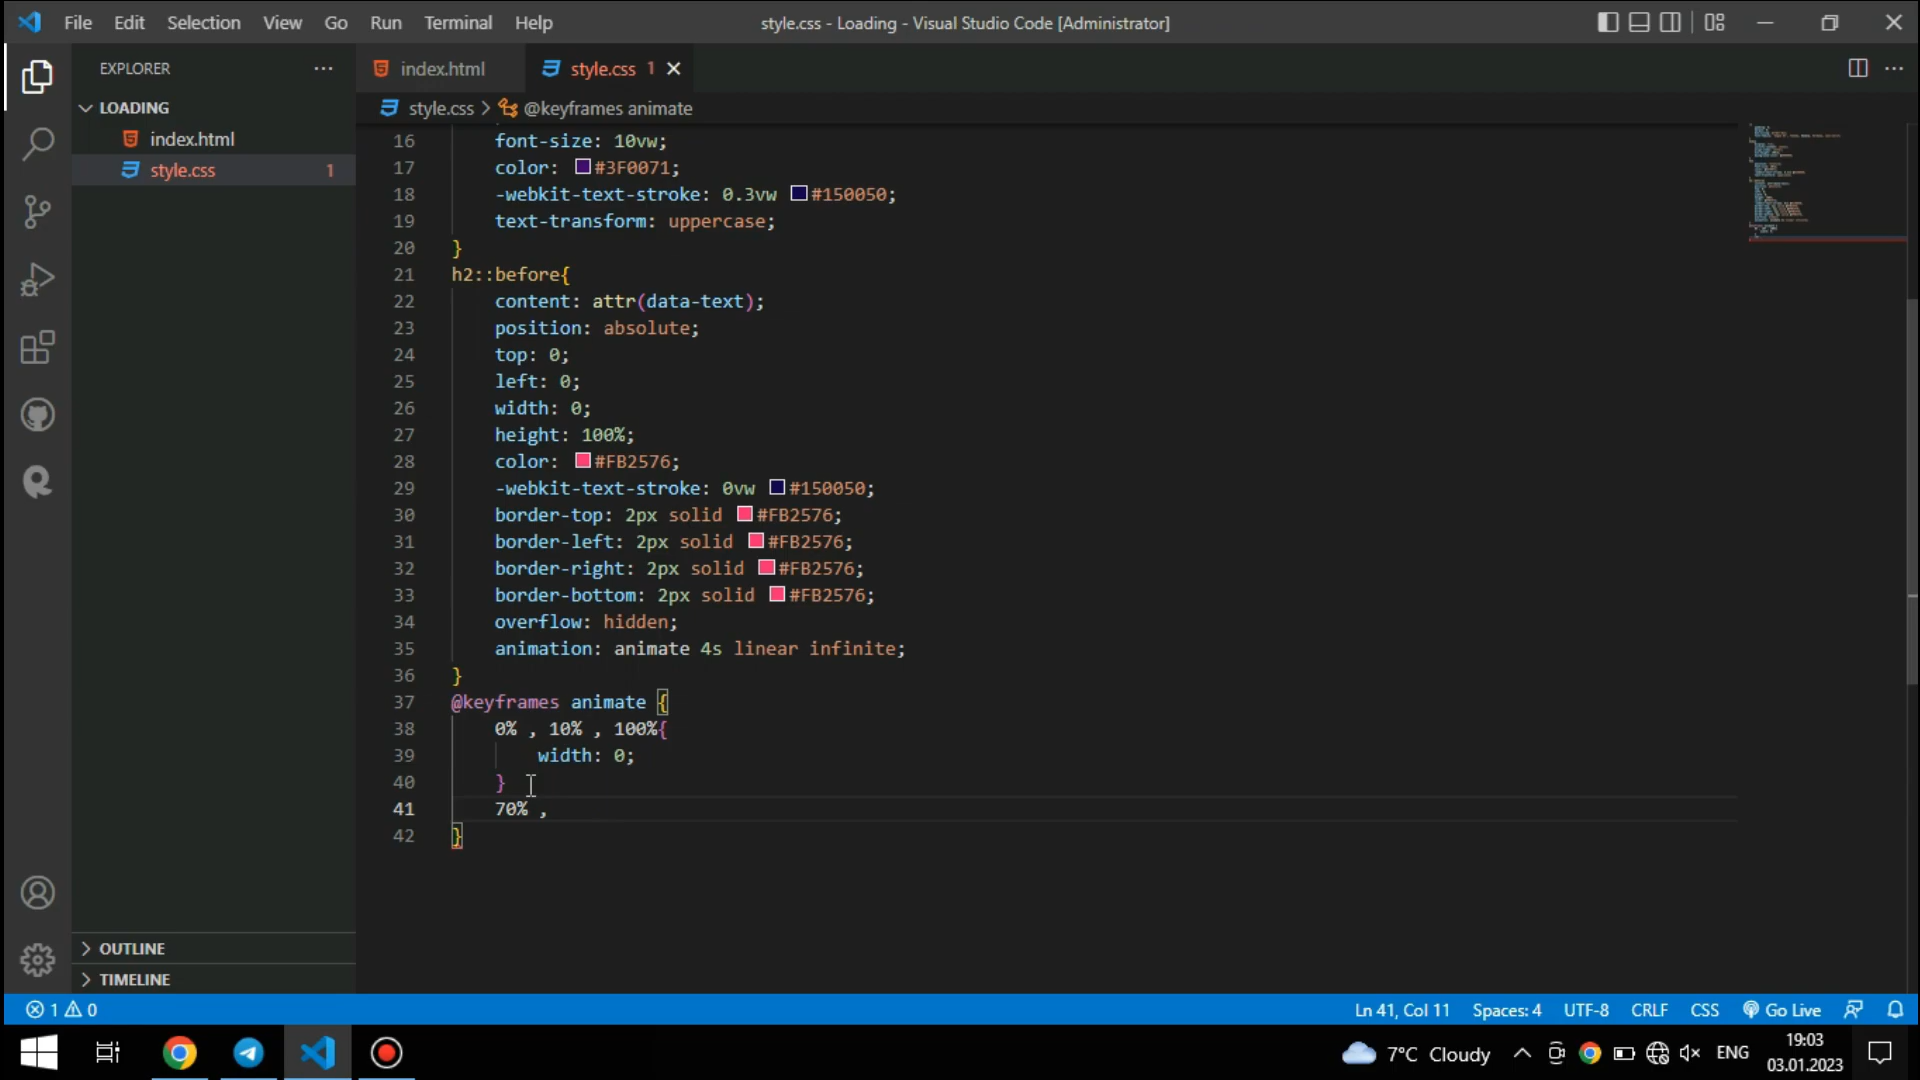 File Edit Selection View Go Run Terminal Help
style.css - Loading - Visual Studio Code [Administrator]
EXPLORER
LOADING
index.html
style.css 1
index.html
style.css 1
style.css > @keyframes animate
16 font-size: 10vw;
17 color: #3F0071;
18 -webkit-text-stroke: 0.3vw #150050;
19 text-transform: uppercase;
20 }
21 h2::before{
22 content: attr(data-text);
23 position: absolute;
24 top: 0;
25 left: 0;
26 width: 0;
27 height: 100%;
28 color: #FB2576;
29 -webkit-text-stroke: 0vw #150050;
30 border-top: 2px solid #FB2576;
31 border-left: 2px solid #FB2576;
32 border-right: 2px solid #FB2576;
33 border-bottom: 2px solid #FB2576;
34 overflow: hidden;
35 animation: animate 4s linear infinite;
36 }
37 @keyframes animate {
38 0% , 10% , 100%{
39 width: 0;
40 }
41 70% ,
42 }
OUTLINE
TIMELINE
1 0
Ln 41, Col 11 Spaces: 4 UTF-8 CRLF CSS Go Live
7°C Cloudy
ENG
19:03
03.01.2023